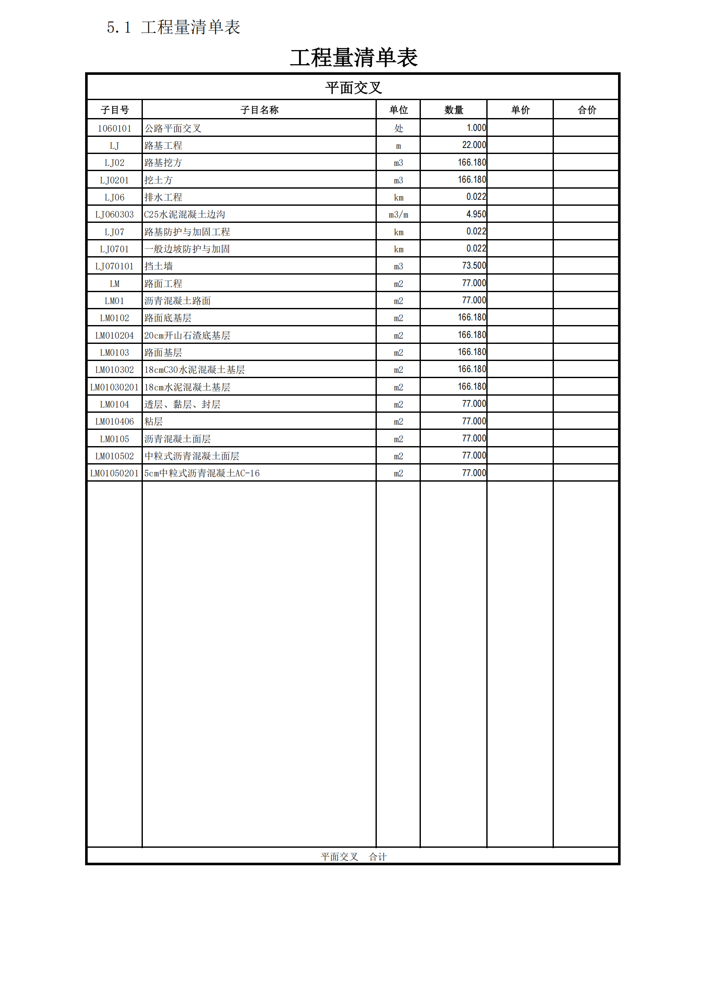 5.1 工程量清单表
工程量清单表
平面交叉
子目号 子目名称 单位 数量 单价 合价
1060101 公路平面交叉 处 1.000
LJ 路基工程 m 22.000
LJ02 路基挖方 m3 166.180
LJ0201 挖土方 m3 166.180
LJ06 排水工程 km 0.022
LJ060303 C25水泥混凝土边沟 m3/m 4.950
LJ07 路基防护与加固工程 km 0.022
LJ0701 一般边坡防护与加固 km 0.022
LJ070101 挡土墙 m3 73.500
LM 路面工程 m2 77.000
LM01 沥青混凝土路面 m2 77.000
LM0102 路面底基层 m2 166.180
LM010204 20cm开山石渣底基层 m2 166.180
LM0103 路面基层 m2 166.180
LM010302 18cmC30水泥混凝土基层 m2 166.180
LM01030201 18cm水泥混凝土基层 m2 166.180
LM0104 透层、黏层、封层 m2 77.000
LM010406 粘层 m2 77.000
LM0105 沥青混凝土面层 m2 77.000
LM010502 中粒式沥青混凝土面层 m2 77.000
LM01050201 5cm中粒式沥青混凝土AC-16 m2 77.000
平面交叉 合计